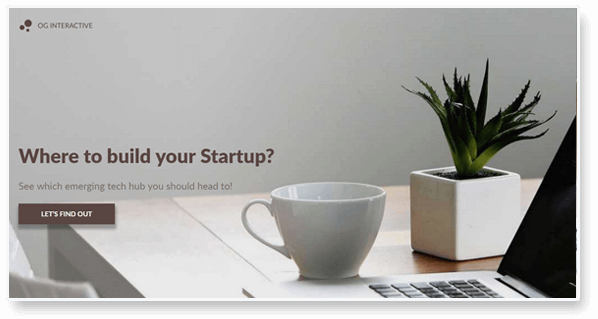 OG INTERACTIVE
Where to build your Startup?
See which emerging tech hub you should head to!
LET'S FIND OUT